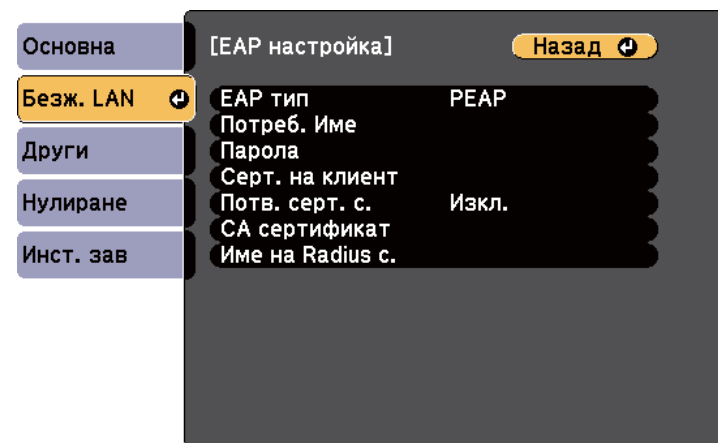 Основна
Безж. LAN
Други
Нулиране
Инст. зав
[EAP настройка]
Назад
EAP тип PEAP
Потреб. Име
Парола
Серт. на клиент
Потв. серт. с. Изкл.
CA сертификат
Име на Radius с.